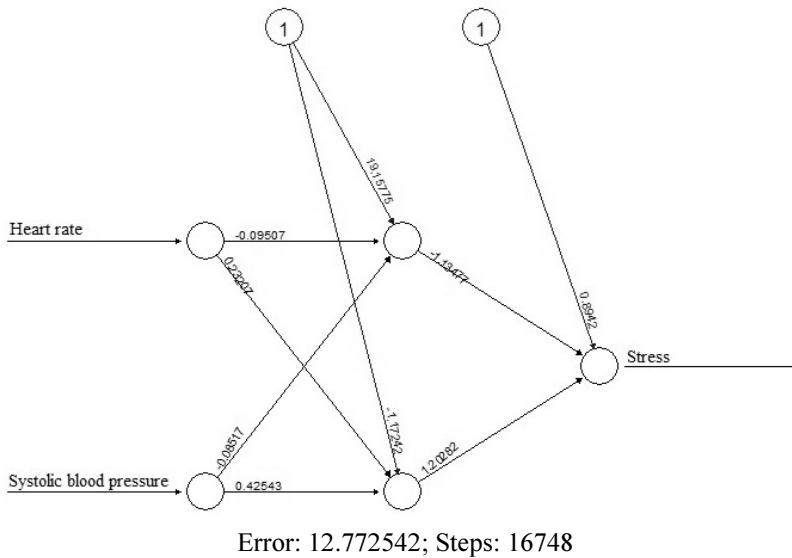 1
1
19.15775
Heart rate
-0.09507
0.23207
-1.13477
0.8942
Stress
-1.17242
-0.08517
1.20282
Systolic blood pressure
0.42543
Error: 12.772542; Steps: 16748